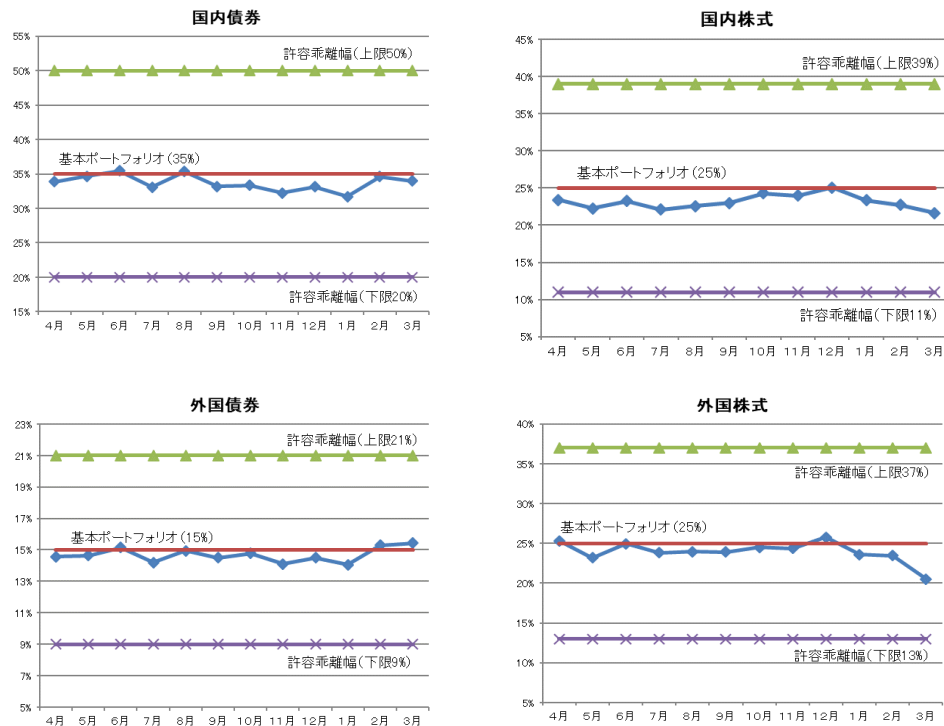 国内債券
55%
許容乖離幅(上限50%)
50%
45%
40%
基本ポートフォリオ(35%)
35%
30%
25%
20%
許容乖離幅(下限20%)
15%
4月 5月 6月 7月 8月 9月 10月 11月 12月 1月 2月 3月
国内株式
45%
許容乖離幅(上限39%)
40%
35%
30%
基本ポートフォリオ(25%)
25%
20%
15%
10%
許容乖離幅(下限11%)
5%
4月 5月 6月 7月 8月 9月 10月 11月 12月 1月 2月 3月
外国債券
23%
許容乖離幅(上限21%)
21%
19%
17%
基本ポートフォリオ(15%)
15%
13%
11%
9%
許容乖離幅(下限9%)
7%
5%
4月 5月 6月 7月 8月 9月 10月 11月 12月 1月 2月 3月
外国株式
40%
35%
許容乖離幅(上限37%)
30%
基本ポートフォリオ(25%)
25%
20%
15%
許容乖離幅(下限13%)
10%
5%
4月 5月 6月 7月 8月 9月 10月 11月 12月 1月 2月 3月